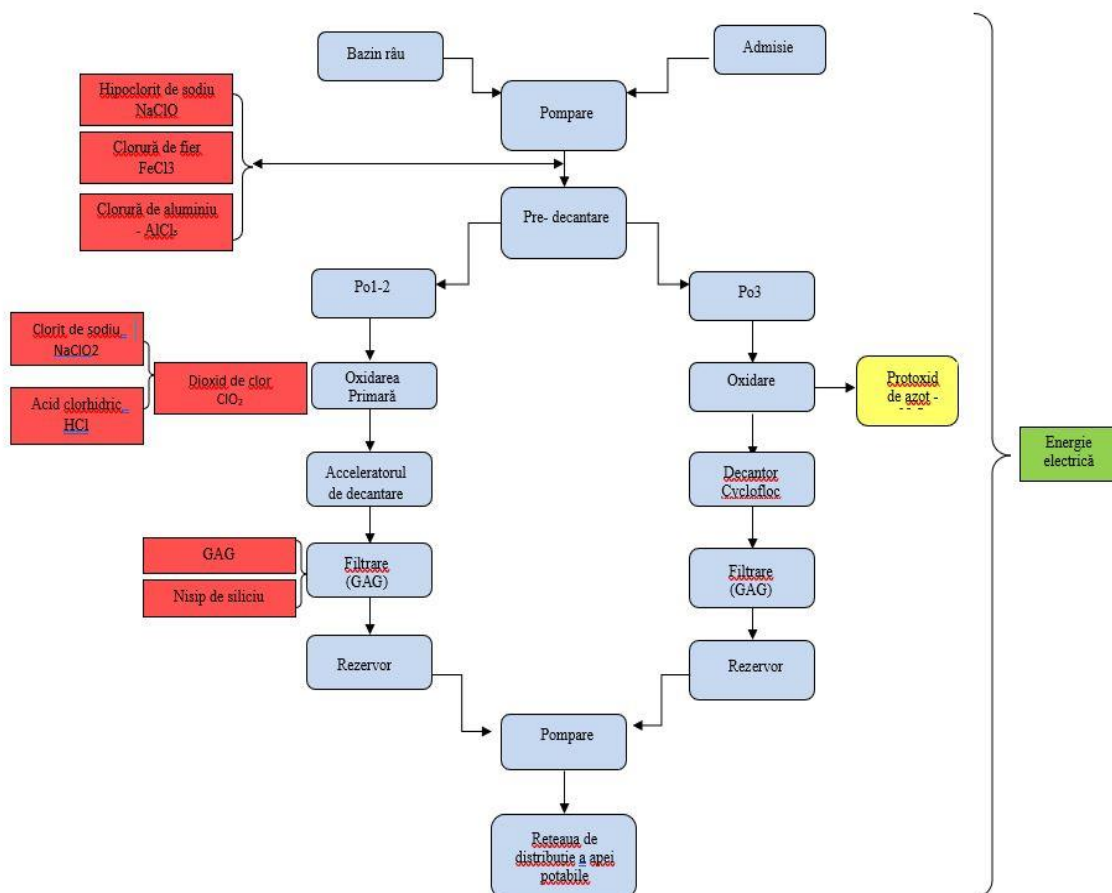 Bazin râu
Admisie
Hipoclorit de sodiu
NaClO
Pompare
Clorură de fier
FeCl3
Clorură de aluminiu
- AlCl₃
Pre- decantare
Po1-2
Po3
Clorit de sodiu
NaClO2
Dioxid de clor
ClO₂
Acid clorhidric
HCl
Oxidarea
Primară
Oxidare
Protoxid
de azot -
Energie
electrică
Acceleratorul
de decantare
Decantor
Cyclofloc
GAG
Nisip de siliciu
Filtrare
(GAG)
Filtrare
(GAG)
Rezervor
Rezervor
Pompare
Rețeaua de
distribuție a apei
potabile